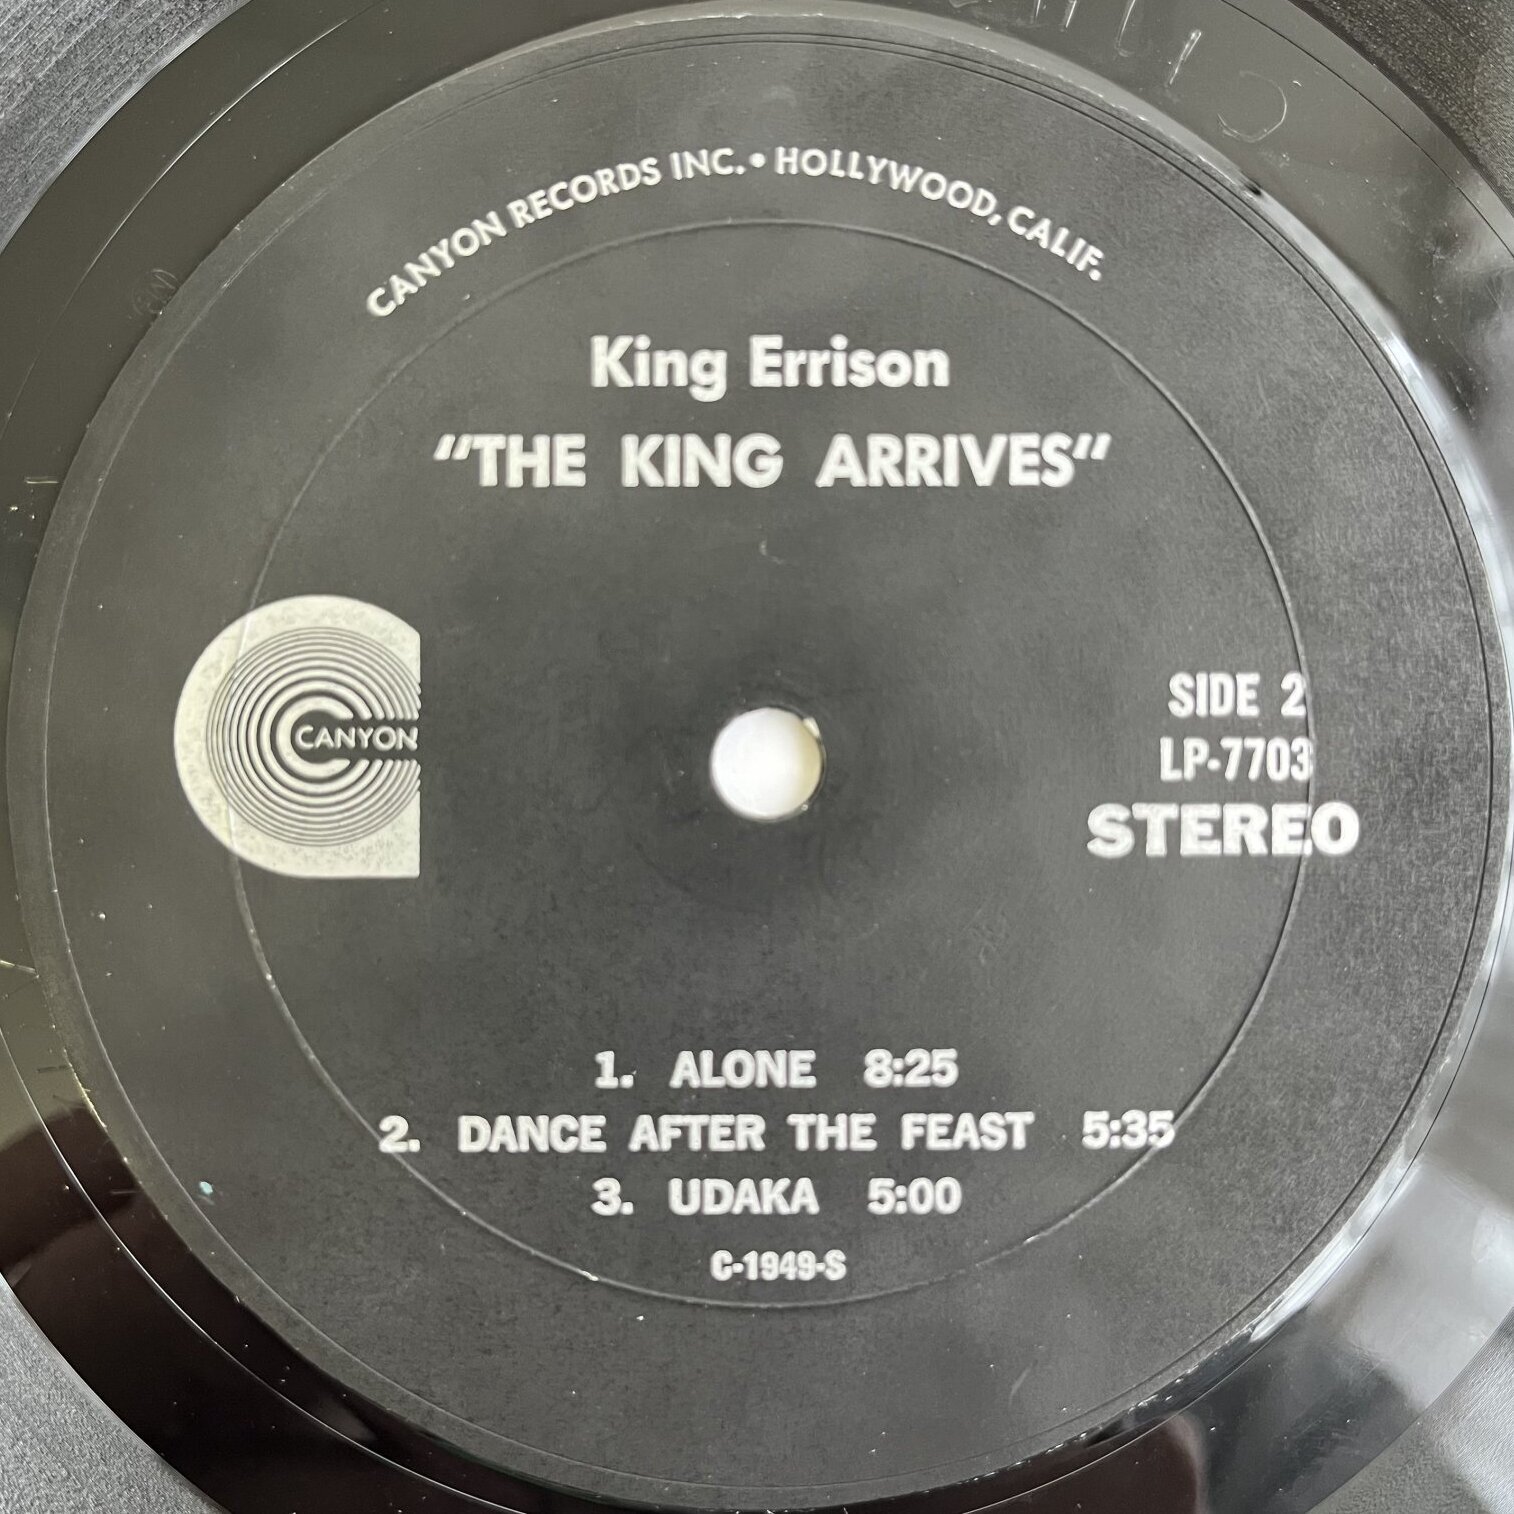 CANYON RECORDS INC. • HOLLYWOOD, CALIF.
King Errison
"THE KING ARRIVES"
CANYON
SIDE 2
LP-7703
STEREO
1. ALONE 8:25
2. DANCE AFTER THE FEAST 5:35
3. UDAKA 5:00
C-1949-S